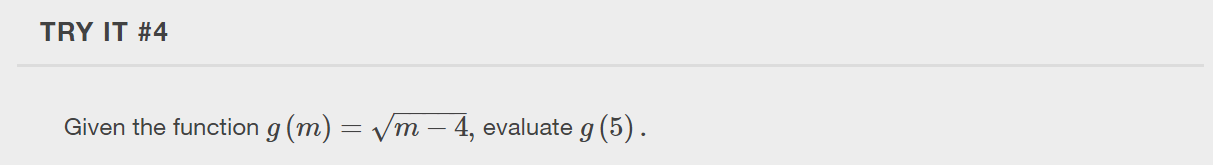 TRY IT #4
Given the function g (m) = √m − 4, evaluate g (5) .